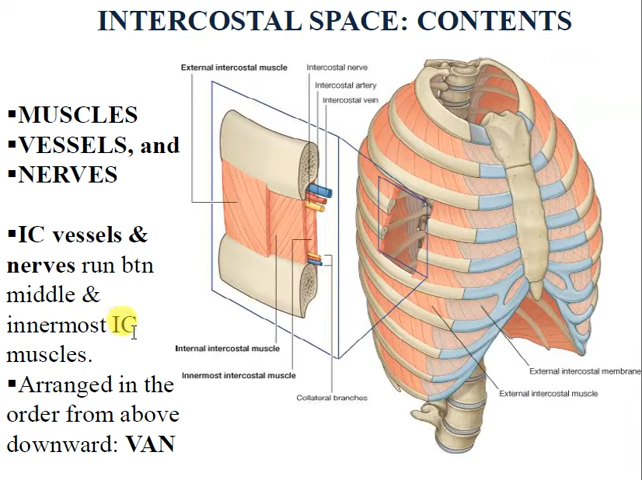 INTERCOSTAL SPACE: CONTENTS
▪MUSCLES
▪VESSELS, and
▪NERVES
▪IC vessels &
nerves run btn
middle &
innermost IC
muscles.
▪Arranged in the
order from above
downward: VAN
External intercostal muscle
Intercostal nerve
Intercostal artery
Intercostal vein
Internal intercostal muscle
Innermost intercostal muscle
Collateral branches
External intercostal membrane
External intercostal muscle